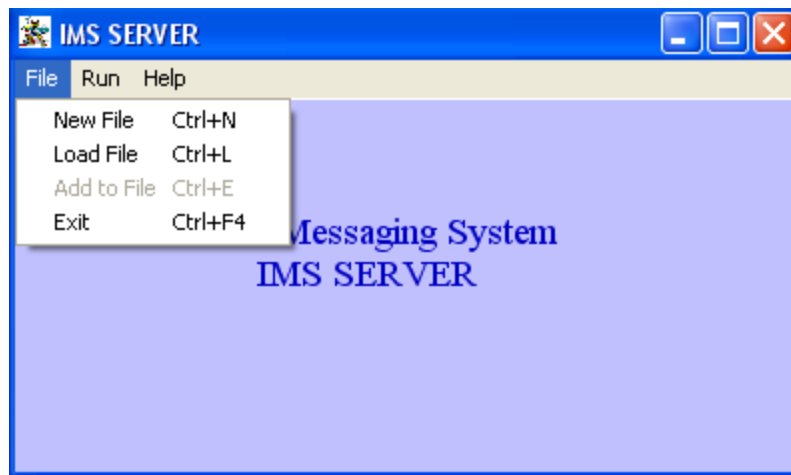 IMS SERVER
File Run Help
New File Ctrl+N
Load File Ctrl+L
Add to File Ctrl+E
Exit Ctrl+F4
Messaging System
IMS SERVER